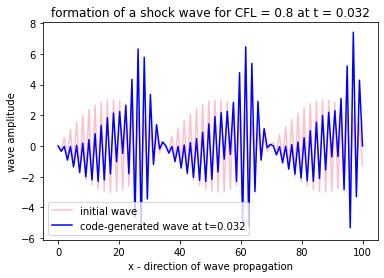 formation of a shock wave for CFL = 0.8 at t = 0.032
8
6
4
2
0
−2
−4
−6
wave amplitude
initial wave
code-generated wave at t=0.032
0 20 40 60 80 100
x - direction of wave propagation